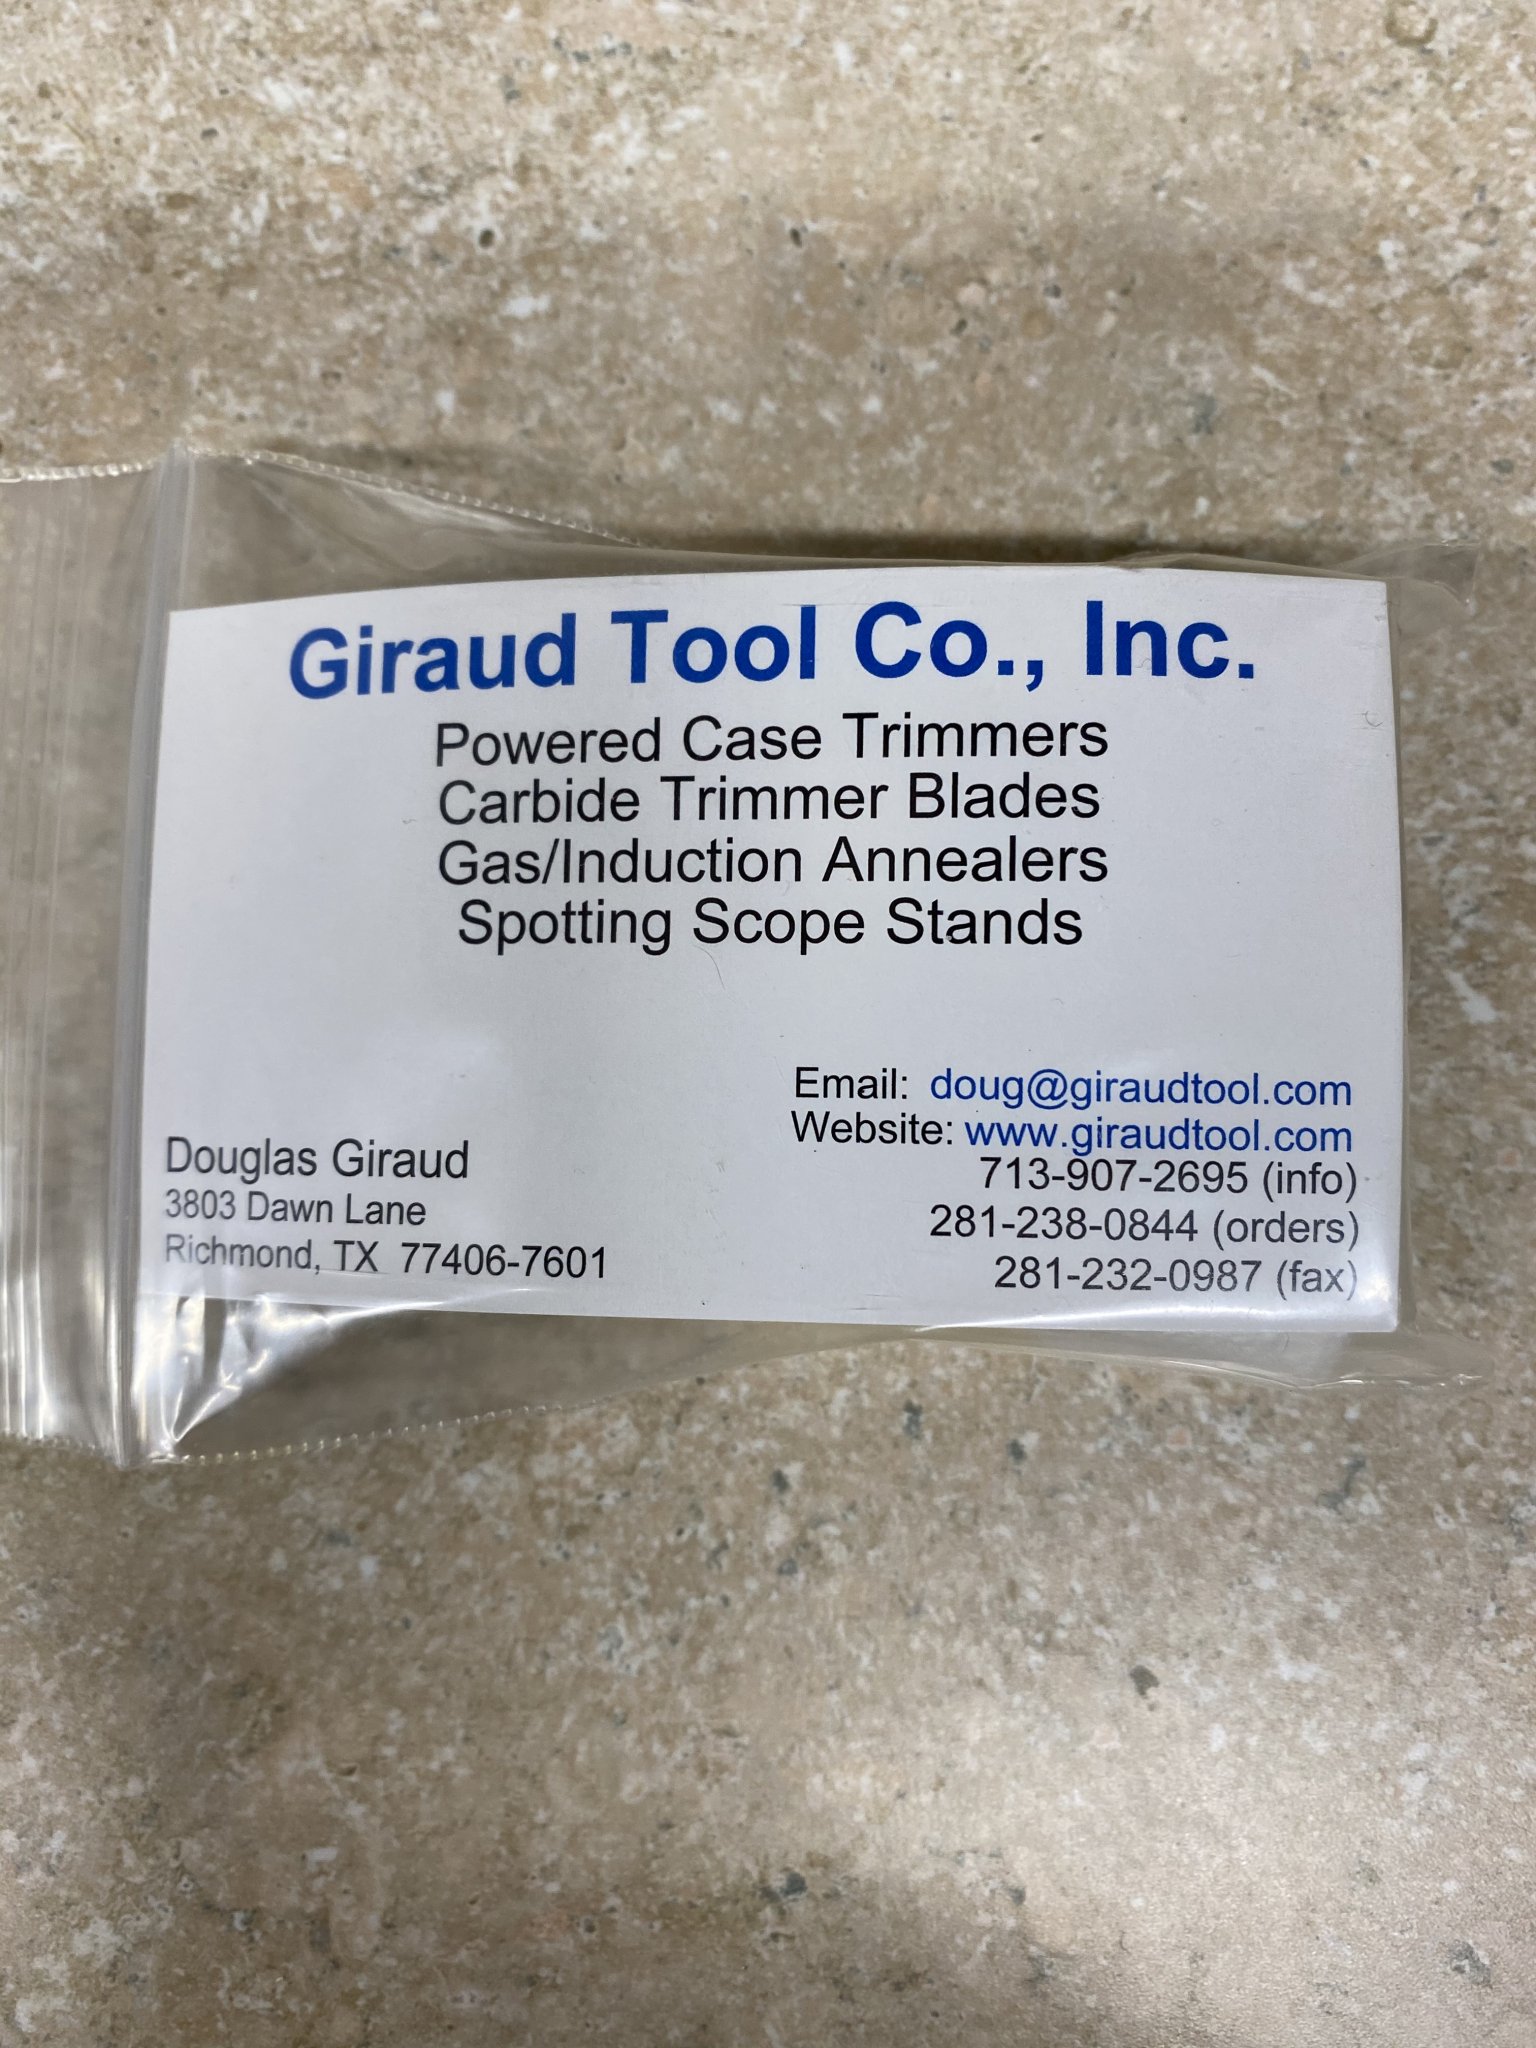 Giraud Tool Co., Inc.
Powered Case Trimmers
Carbide Trimmer Blades
Gas/Induction Annealers
Spotting Scope Stands
Email: doug@giraudtool.com
Website: www.giraudtool.com
713-907-2695 (info)
281-238-0844 (orders)
281-232-0987 (fax)
Douglas Giraud
3803 Dawn Lane
Richmond, TX 77406-7601